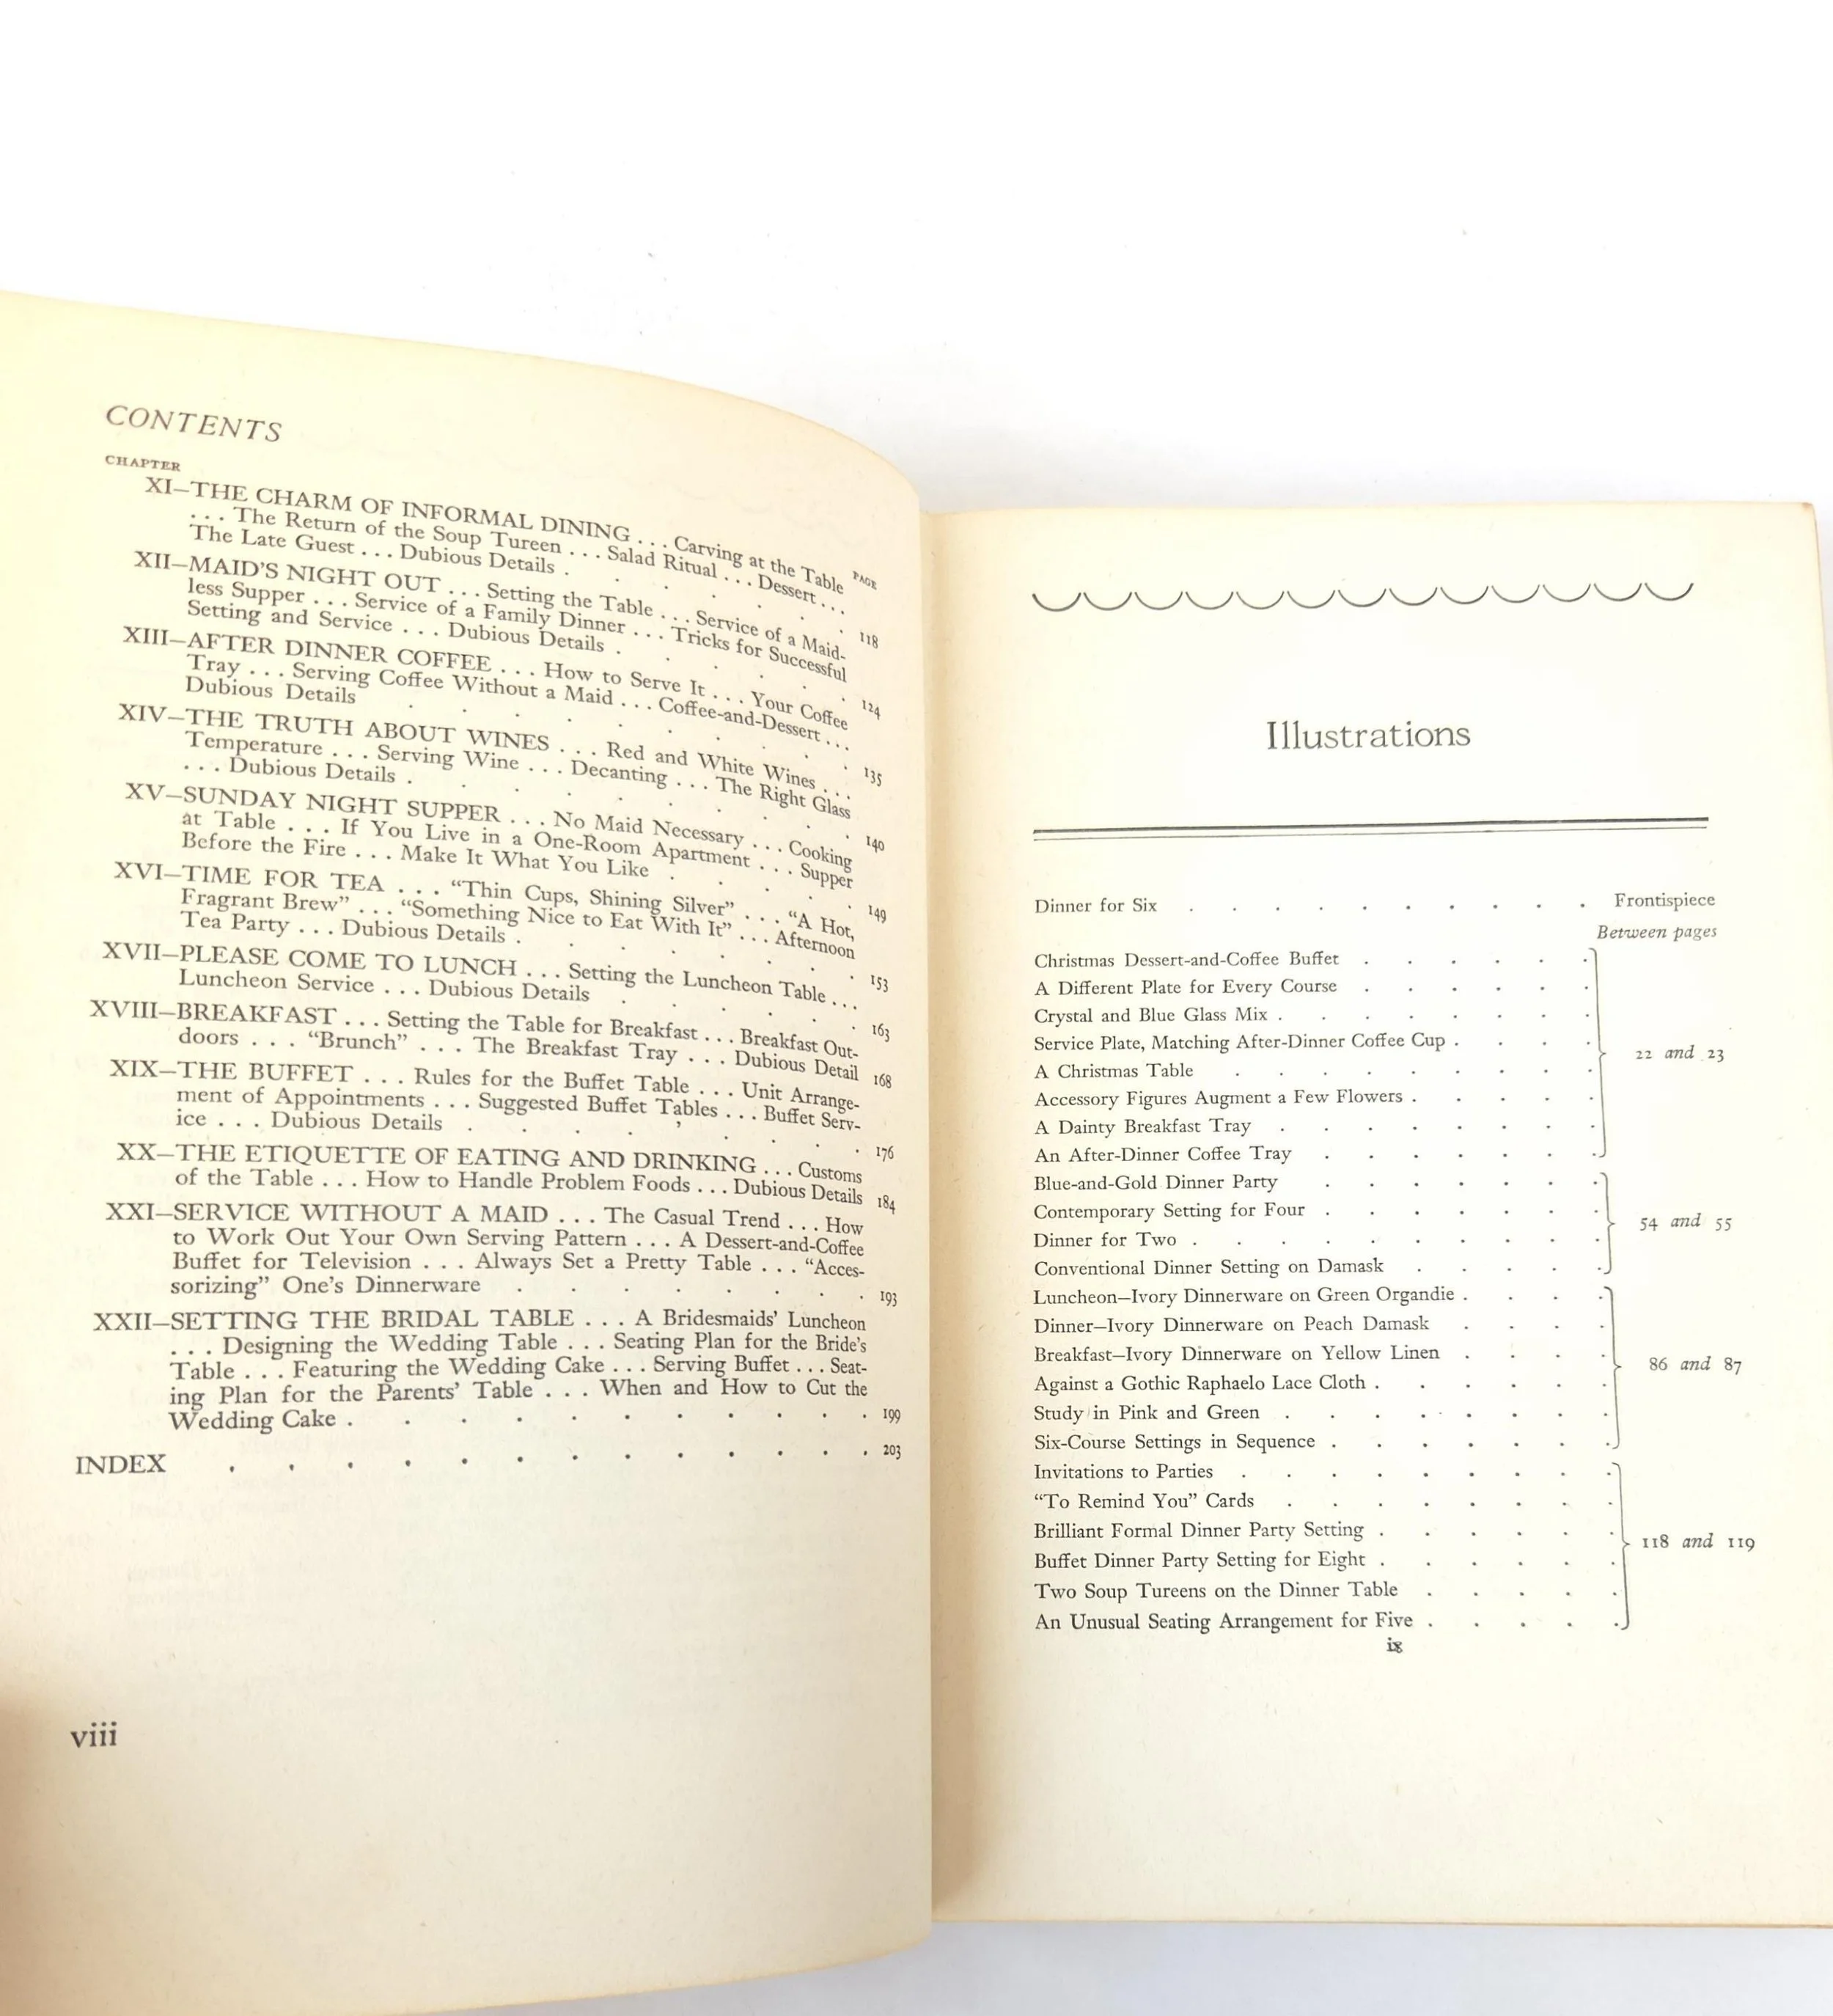 CONTENTS
CHAPTER
PAGE
XI—THE CHARM OF INFORMAL DINING . . . Carving at the Table
. . . The Return of the Soup Tureen . . . Salad Ritual . . . Dessert . . .
The Late Guest . . . Dubious Details . . . . . . 118
XII—MAID'S NIGHT OUT . . . Setting the Table . . . Service of a Maid-
less Supper . . . Service of a Family Dinner . . . Tricks for Successful
Setting and Service . . . Dubious Details . . . . . 124
XIII—AFTER DINNER COFFEE . . . How to Serve It . . . Your Coffee
Tray . . . Serving Coffee Without a Maid . . . Coffee-and-Dessert . . .
Dubious Details . . . . . . . . . 135
XIV—THE TRUTH ABOUT WINES . . . Red and White Wines . . .
Temperature . . . Serving Wine . . . Decanting . . . The Right Glass
. . . Dubious Details . . . . . . . . . 140
XV—SUNDAY NIGHT SUPPER . . . No Maid Necessary . . . Cooking
at Table . . . If You Live in a One-Room Apartment . . . Supper
Before the Fire . . . Make It What You Like . . . . . 149
XVI—TIME FOR TEA . . . “Thin Cups, Shining Silver” . . . “A Hot,
Fragrant Brew” . . . “Something Nice to Eat With It” . . . Afternoon
Tea Party . . . Dubious Details . . . . . . . 153
XVII—PLEASE COME TO LUNCH . . . Setting the Luncheon Table . . .
Luncheon Service . . . Dubious Details . . . . . 163
XVIII—BREAKFAST . . . Setting the Table for Breakfast . . . Breakfast Out-
doors . . . “Brunch” . . . The Breakfast Tray . . . Dubious Detail 168
XIX—THE BUFFET . . . Rules for the Buffet Table . . . Unit Arrange-
ment of Appointments . . . Suggested Buffet Tables . . . Buffet Serv-
ice . . . Dubious Details . . . . . . . . 176
XX—THE ETIQUETTE OF EATING AND DRINKING . . . Customs
of the Table . . . How to Handle Problem Foods . . . Dubious Details 184
XXI—SERVICE WITHOUT A MAID . . . The Casual Trend . . . How
to Work Out Your Own Serving Pattern . . . A Dessert-and-Coffee
Buffet for Television . . . Always Set a Pretty Table . . . “Acces-
sorizing” One's Dinnerware . . . . . . . 193
XXII—SETTING THE BRIDAL TABLE . . . A Bridesmaids' Luncheon
. . . Designing the Wedding Table . . . Seating Plan for the Bride's
Table . . . Featuring the Wedding Cake . . . Serving Buffet . . . Seat-
ing Plan for the Parents' Table . . . When and How to Cut the
Wedding Cake . . . . . . . . . . 199
INDEX . . . . . . . . . . . . 203
viii
Illustrations
Dinner for Six . . . . . . . . . . Frontispiece
Between pages
Christmas Dessert-and-Coffee Buffet . . . . . .
A Different Plate for Every Course . . . . . .
Crystal and Blue Glass Mix . . . . . . . .
Service Plate, Matching After-Dinner Coffee Cup . . . .
22 and 23
A Christmas Table . . . . . . . . .
Accessory Figures Augment a Few Flowers . . . . .
A Dainty Breakfast Tray . . . . . . . .
An After-Dinner Coffee Tray . . . . . . .
Blue-and-Gold Dinner Party . . . . . . .
Contemporary Setting for Four . . . . . . .
54 and 55
Dinner for Two . . . . . . . . . .
Conventional Dinner Setting on Damask . . . . .
Luncheon—Ivory Dinnerware on Green Organdie . . . .
Dinner—Ivory Dinnerware on Peach Damask . . . .
Breakfast—Ivory Dinnerware on Yellow Linen . . . .
86 and 87
Against a Gothic Raphaelo Lace Cloth . . . . . .
Study in Pink and Green . . . . . . . .
Six-Course Settings in Sequence . . . . . . .
Invitations to Parties . . . . . . . . .
“To Remind You” Cards . . . . . . . .
Brilliant Formal Dinner Party Setting . . . . . .
118 and 119
Buffet Dinner Party Setting for Eight . . . . . .
Two Soup Tureens on the Dinner Table . . . . .
An Unusual Seating Arrangement for Five . . . . .
ix